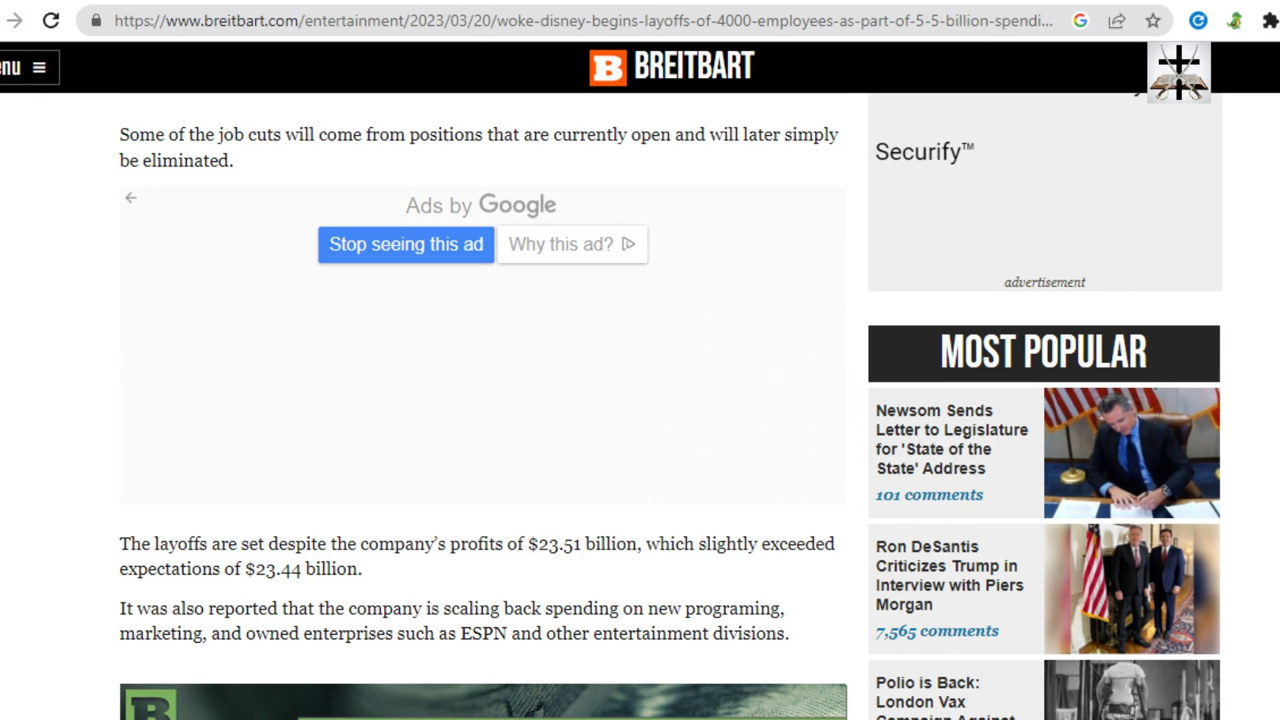 https://www.breitbart.com/entertainment/2023/03/20/woke-disney-begins-layoffs-of-4000-employees-as-part-of-5-5-billion-spendi...
enu
B BREITBART
Some of the job cuts will come from positions that are currently open and will later simply
be eliminated.
Ads by Google
Stop seeing this ad
Why this ad?
The layoffs are set despite the company's profits of $23.51 billion, which slightly exceeded
expectations of $23.44 billion.
It was also reported that the company is scaling back spending on new programing,
marketing, and owned enterprises such as ESPN and other entertainment divisions.
B
Securify™
advertisement
MOST POPULAR
Newsom Sends
Letter to Legislature
for 'State of the
State' Address
101 comments
Ron DeSantis
Criticizes Trump in
Interview with Piers
Morgan
7,565 comments
Polio is Back:
London Vax
Campaign Against